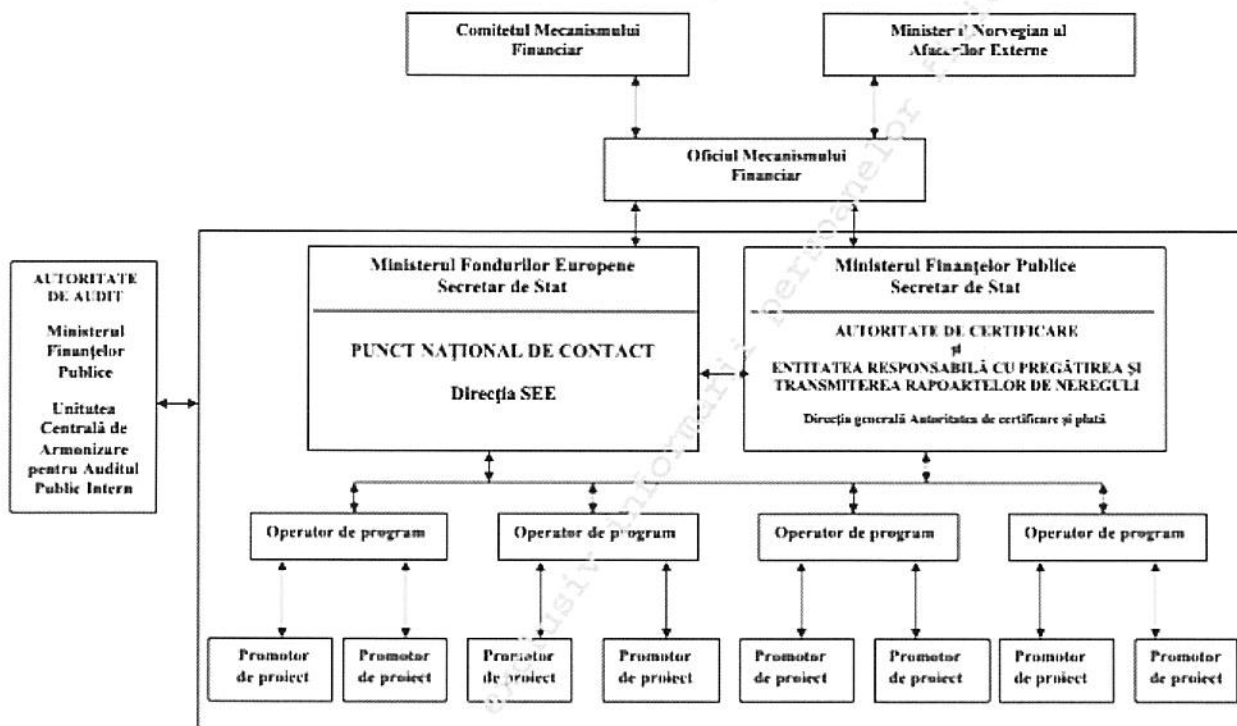 Comitetul Mecanismului
Financiar
Ministerul Norvegian al
Afacerilor Externe
Oficiul Mecanismului
Financiar
AUTORITATE
DE AUDIT
Ministerul
Finanțelor
Publice
Unitatea
Centrală de
Armonizare
pentru Auditul
Public Intern
Ministerul Fondurilor Europene
Secretar de Stat
PUNCT NAȚIONAL DE CONTACT
Direcția SEE
Ministerul Finanțelor Publice
Secretar de Stat
AUTORITATE DE CERTIFICARE
și
ENTITATEA RESPONSABILĂ CU PREGĂTIREA ȘI
TRANSMITEREA RAPOARTELOR DE NEREGULI
Direcția generală Autoritatea de certificare și plată
Operator de program
Operator de program
Operator de program
Operator de program
Promotor
de proiect
Promotor
de proiect
Promotor
de proiect
Promotor
de proiect
Promotor
de proiect
Promotor
de proiect
Promotor
de proiect
Promotor
de proiect
exclusiv informarii persoanelor